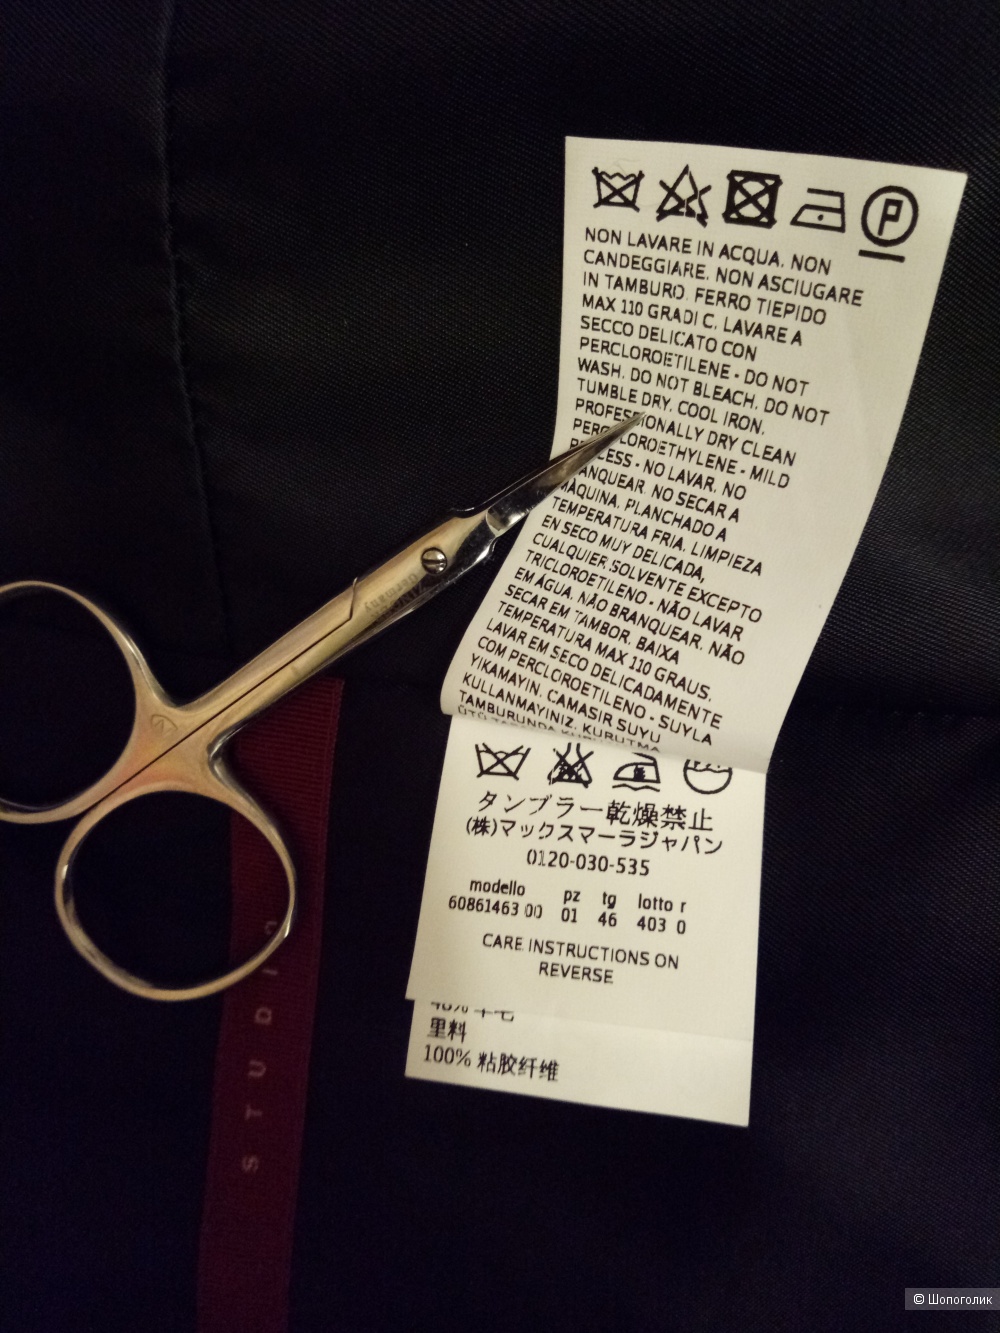 P
NON LAVARE IN ACQUA. NON
CANDEGGIARE. NON ASCIUGARE
IN TAMBURO. FERRO TIEPIDO
MAX 110 GRADI C. LAVARE A
SECCO DELICATO CON
PERCLOROETILENE - DO NOT
WASH. DO NOT BLEACH. DO NOT
TUMBLE DRY. COOL IRON.
PROFESSIONALLY DRY CLEAN
PERCHLOROETHYLENE - MILD
PROCESS - NO LAVAR. NO
BLANQUEAR. NO SECAR A
MÁQUINA. PLANCHADO A
TEMPERATURA FRIA. LIMPIEZA
EN SECO MUY DELICADA,
CUALQUIER SOLVENTE EXCEPTO
TRICLOROETILENO - NÃO LAVAR
EM ÁGUA. NÃO BRANQUEAR. NÃO
SECAR EM TAMBOR. BAIXA
TEMPERATURA MAX 110 GRAUS.
LAVAR EM SECO DELICADAMENTE
COM PERCLOROETILENO - SUYLA
YIKAMAYIN. CAMASIR SUYU
KULLANMAYINIZ. KURUTMA
TAMBURUNDA KURUTMA
タンブラー乾燥禁止
(株)マックスマーラジャパン
0120-030-535
modello pz tg lotto r
60861463 00 01 46 403 0
CARE INSTRUCTIONS ON
REVERSE
里料
100% 粘胶纤维
Germany
STUDIO
© Шопоголик